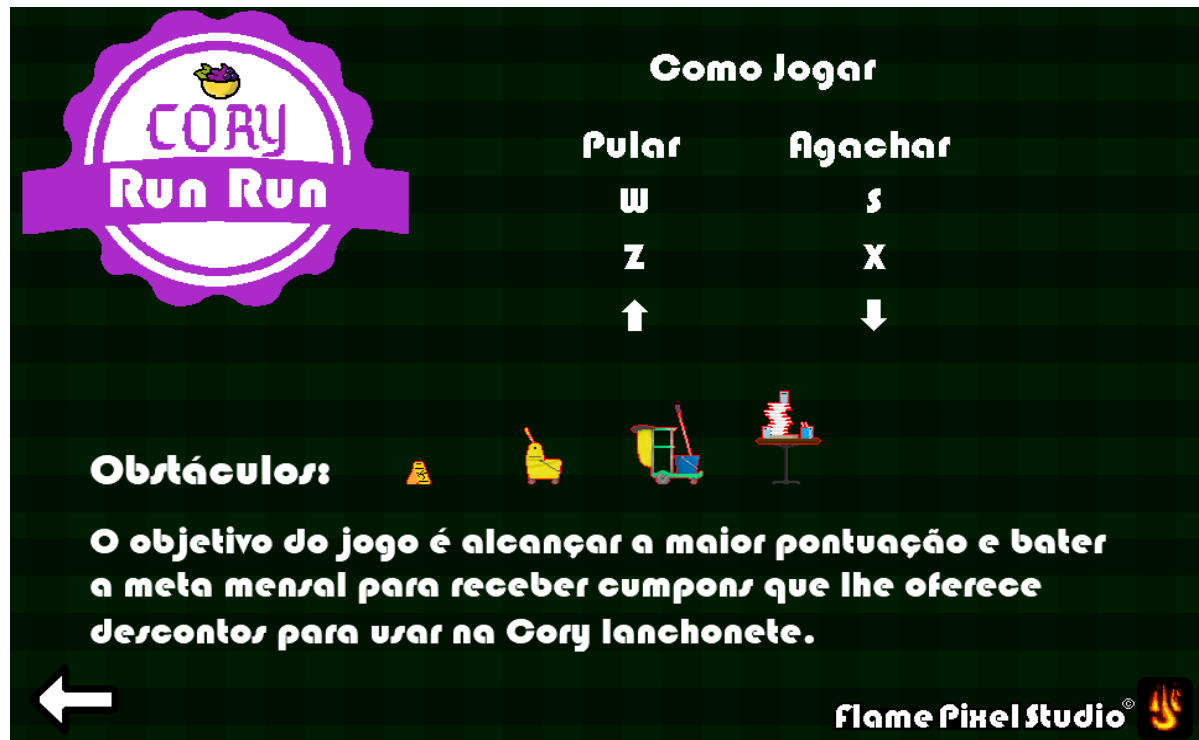 CORY
Run Run
Como Jogar
Pular Agachar
W S
Z X
⬆ ⬇
Obstáculos:
O objetivo do jogo é alcançar a maior pontuação e bater
a meta mensal para receber cumpons que lhe oferece
descontos para usar na Cory lanchonete.
Flame Pixel Studio©